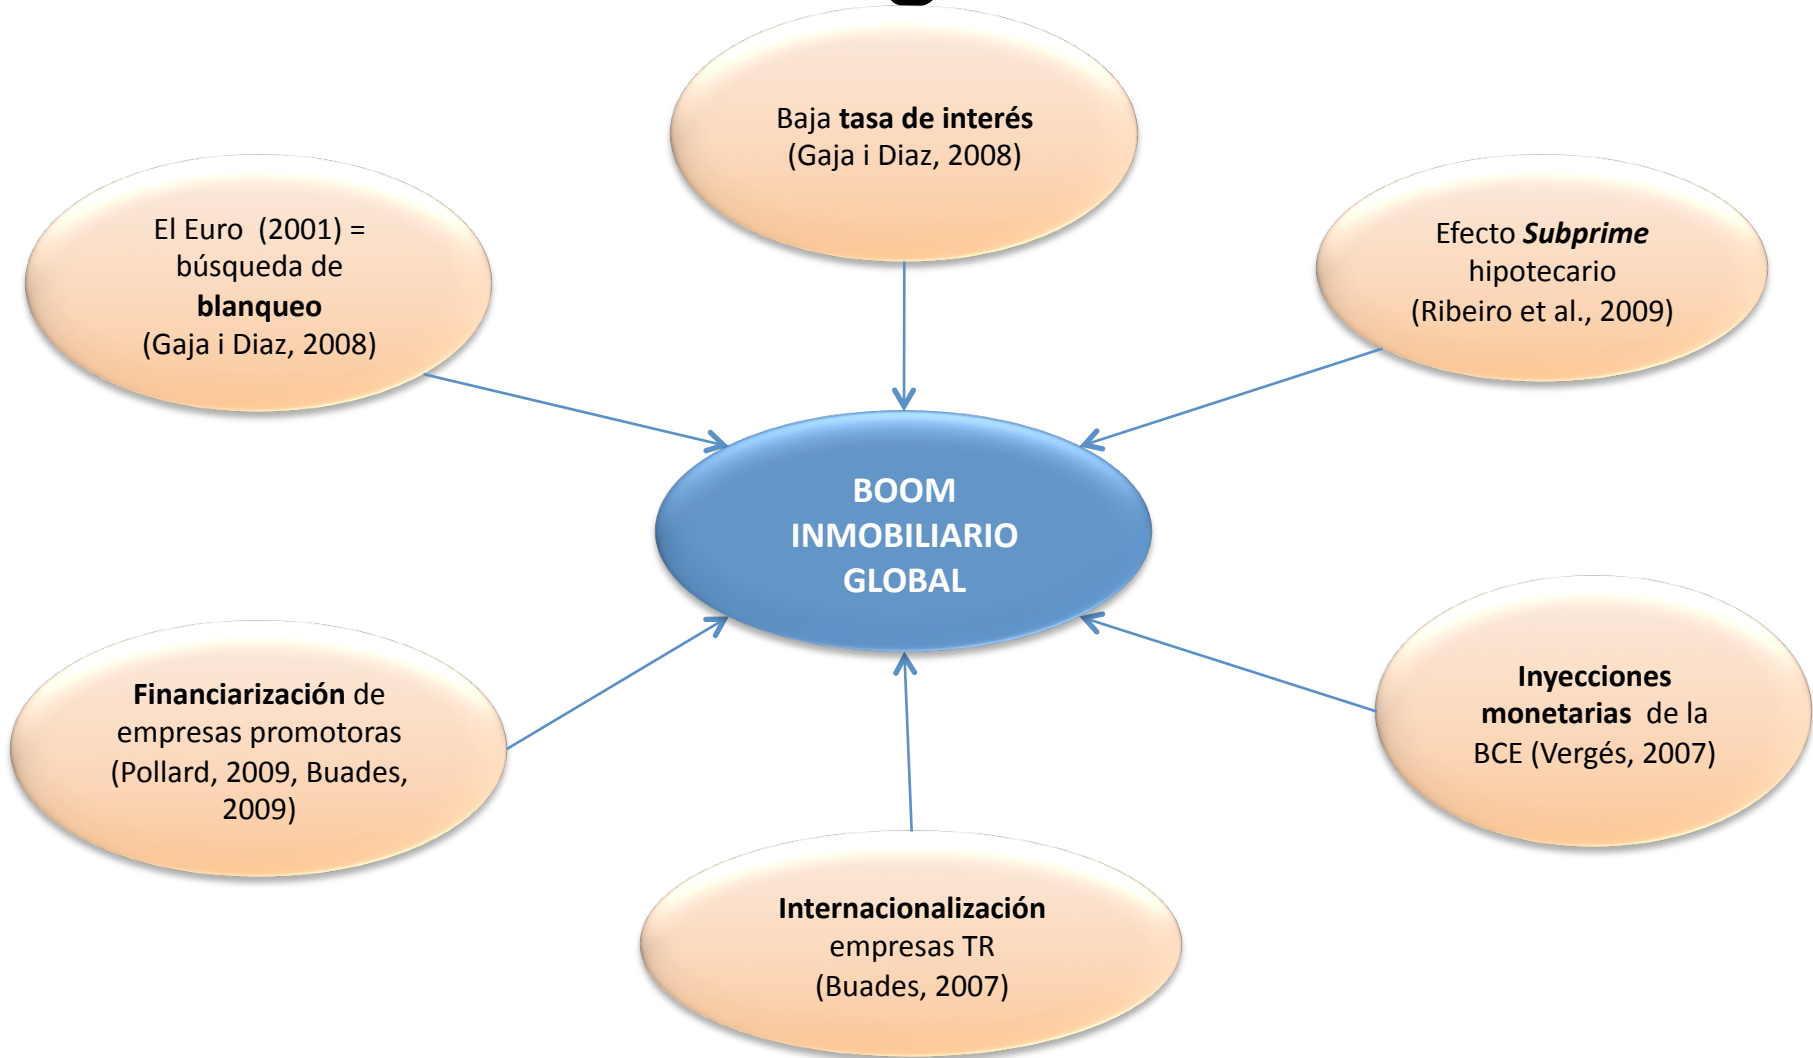 Baja tasa de interés
(Gaja i Diaz, 2008)
El Euro (2001) =
búsqueda de
blanqueo
(Gaja i Diaz, 2008)
Efecto Subprime
hipotecario
(Ribeiro et al., 2009)
BOOM
INMOBILIARIO
GLOBAL
Financiarización de
empresas promotoras
(Pollard, 2009, Buades,
2009)
Inyecciones
monetarias de la
BCE (Vergés, 2007)
Internacionalización
empresas TR
(Buades, 2007)